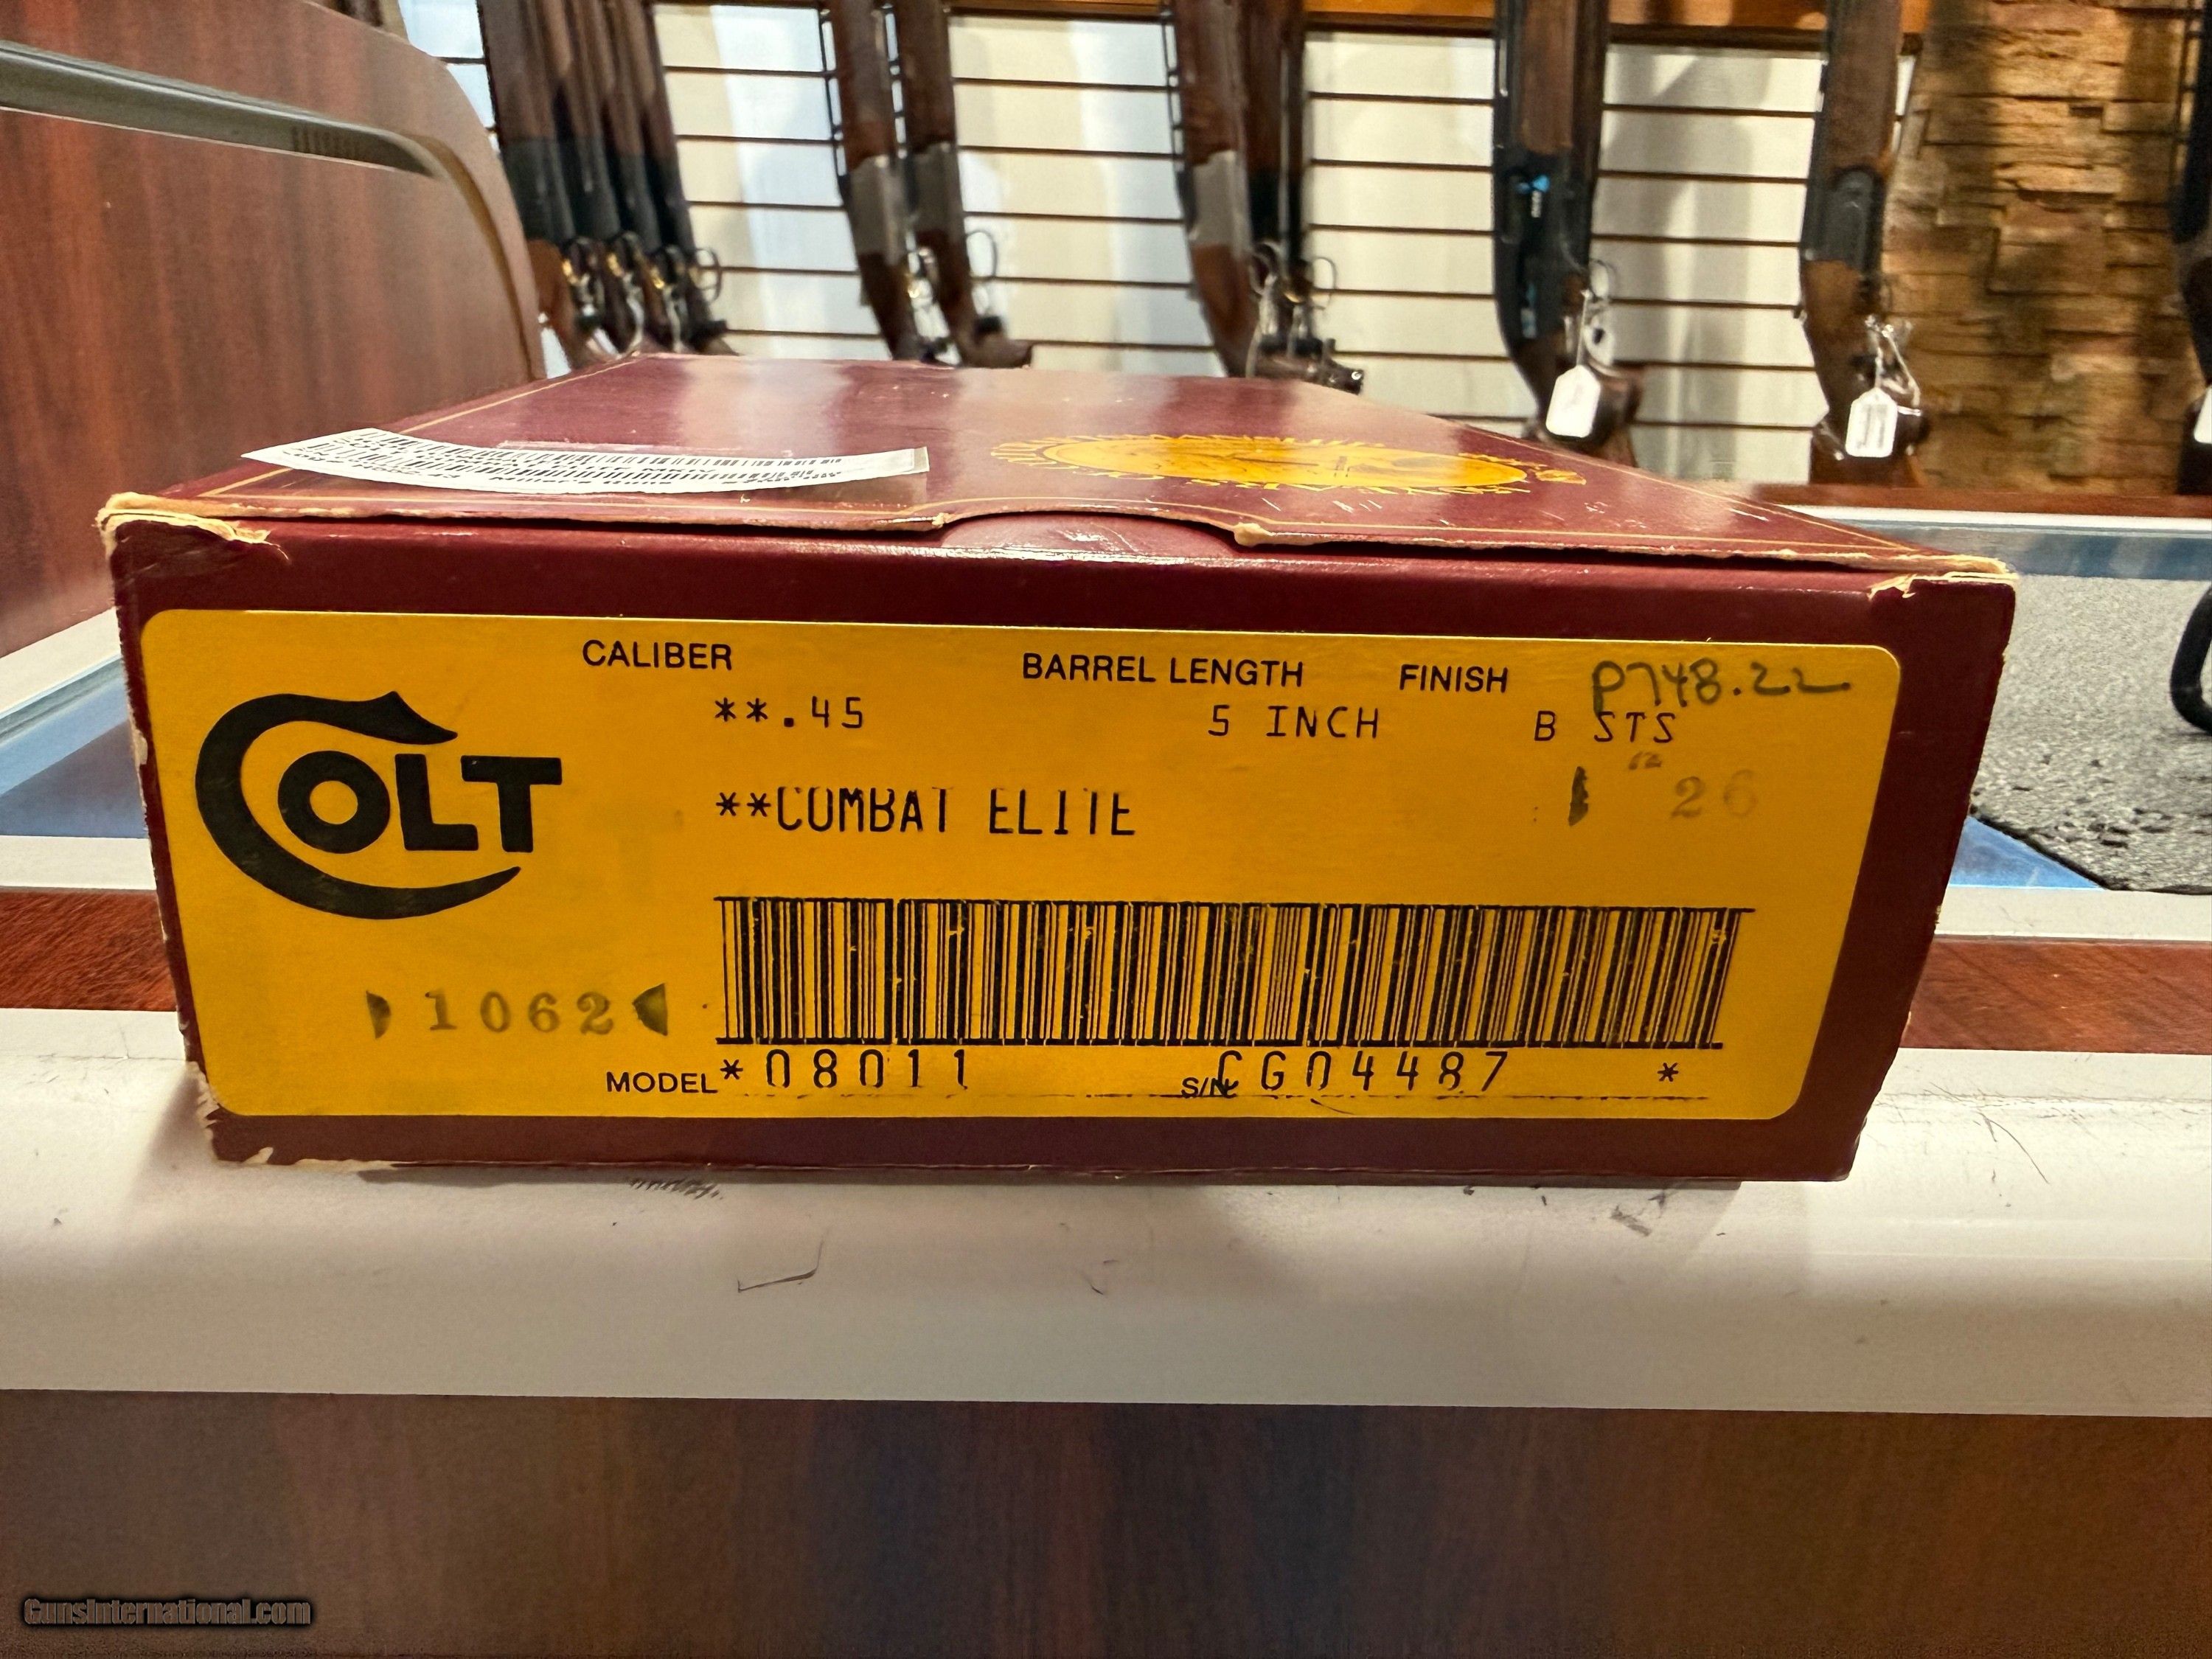 CALIBER BARREL LENGTH FINISH P748.22
**.45 5 INCH B STS
COLT
**COMBAT ELITE
26
1062
MODEL *08011 S/N CG04487 *
GunsInternational.com